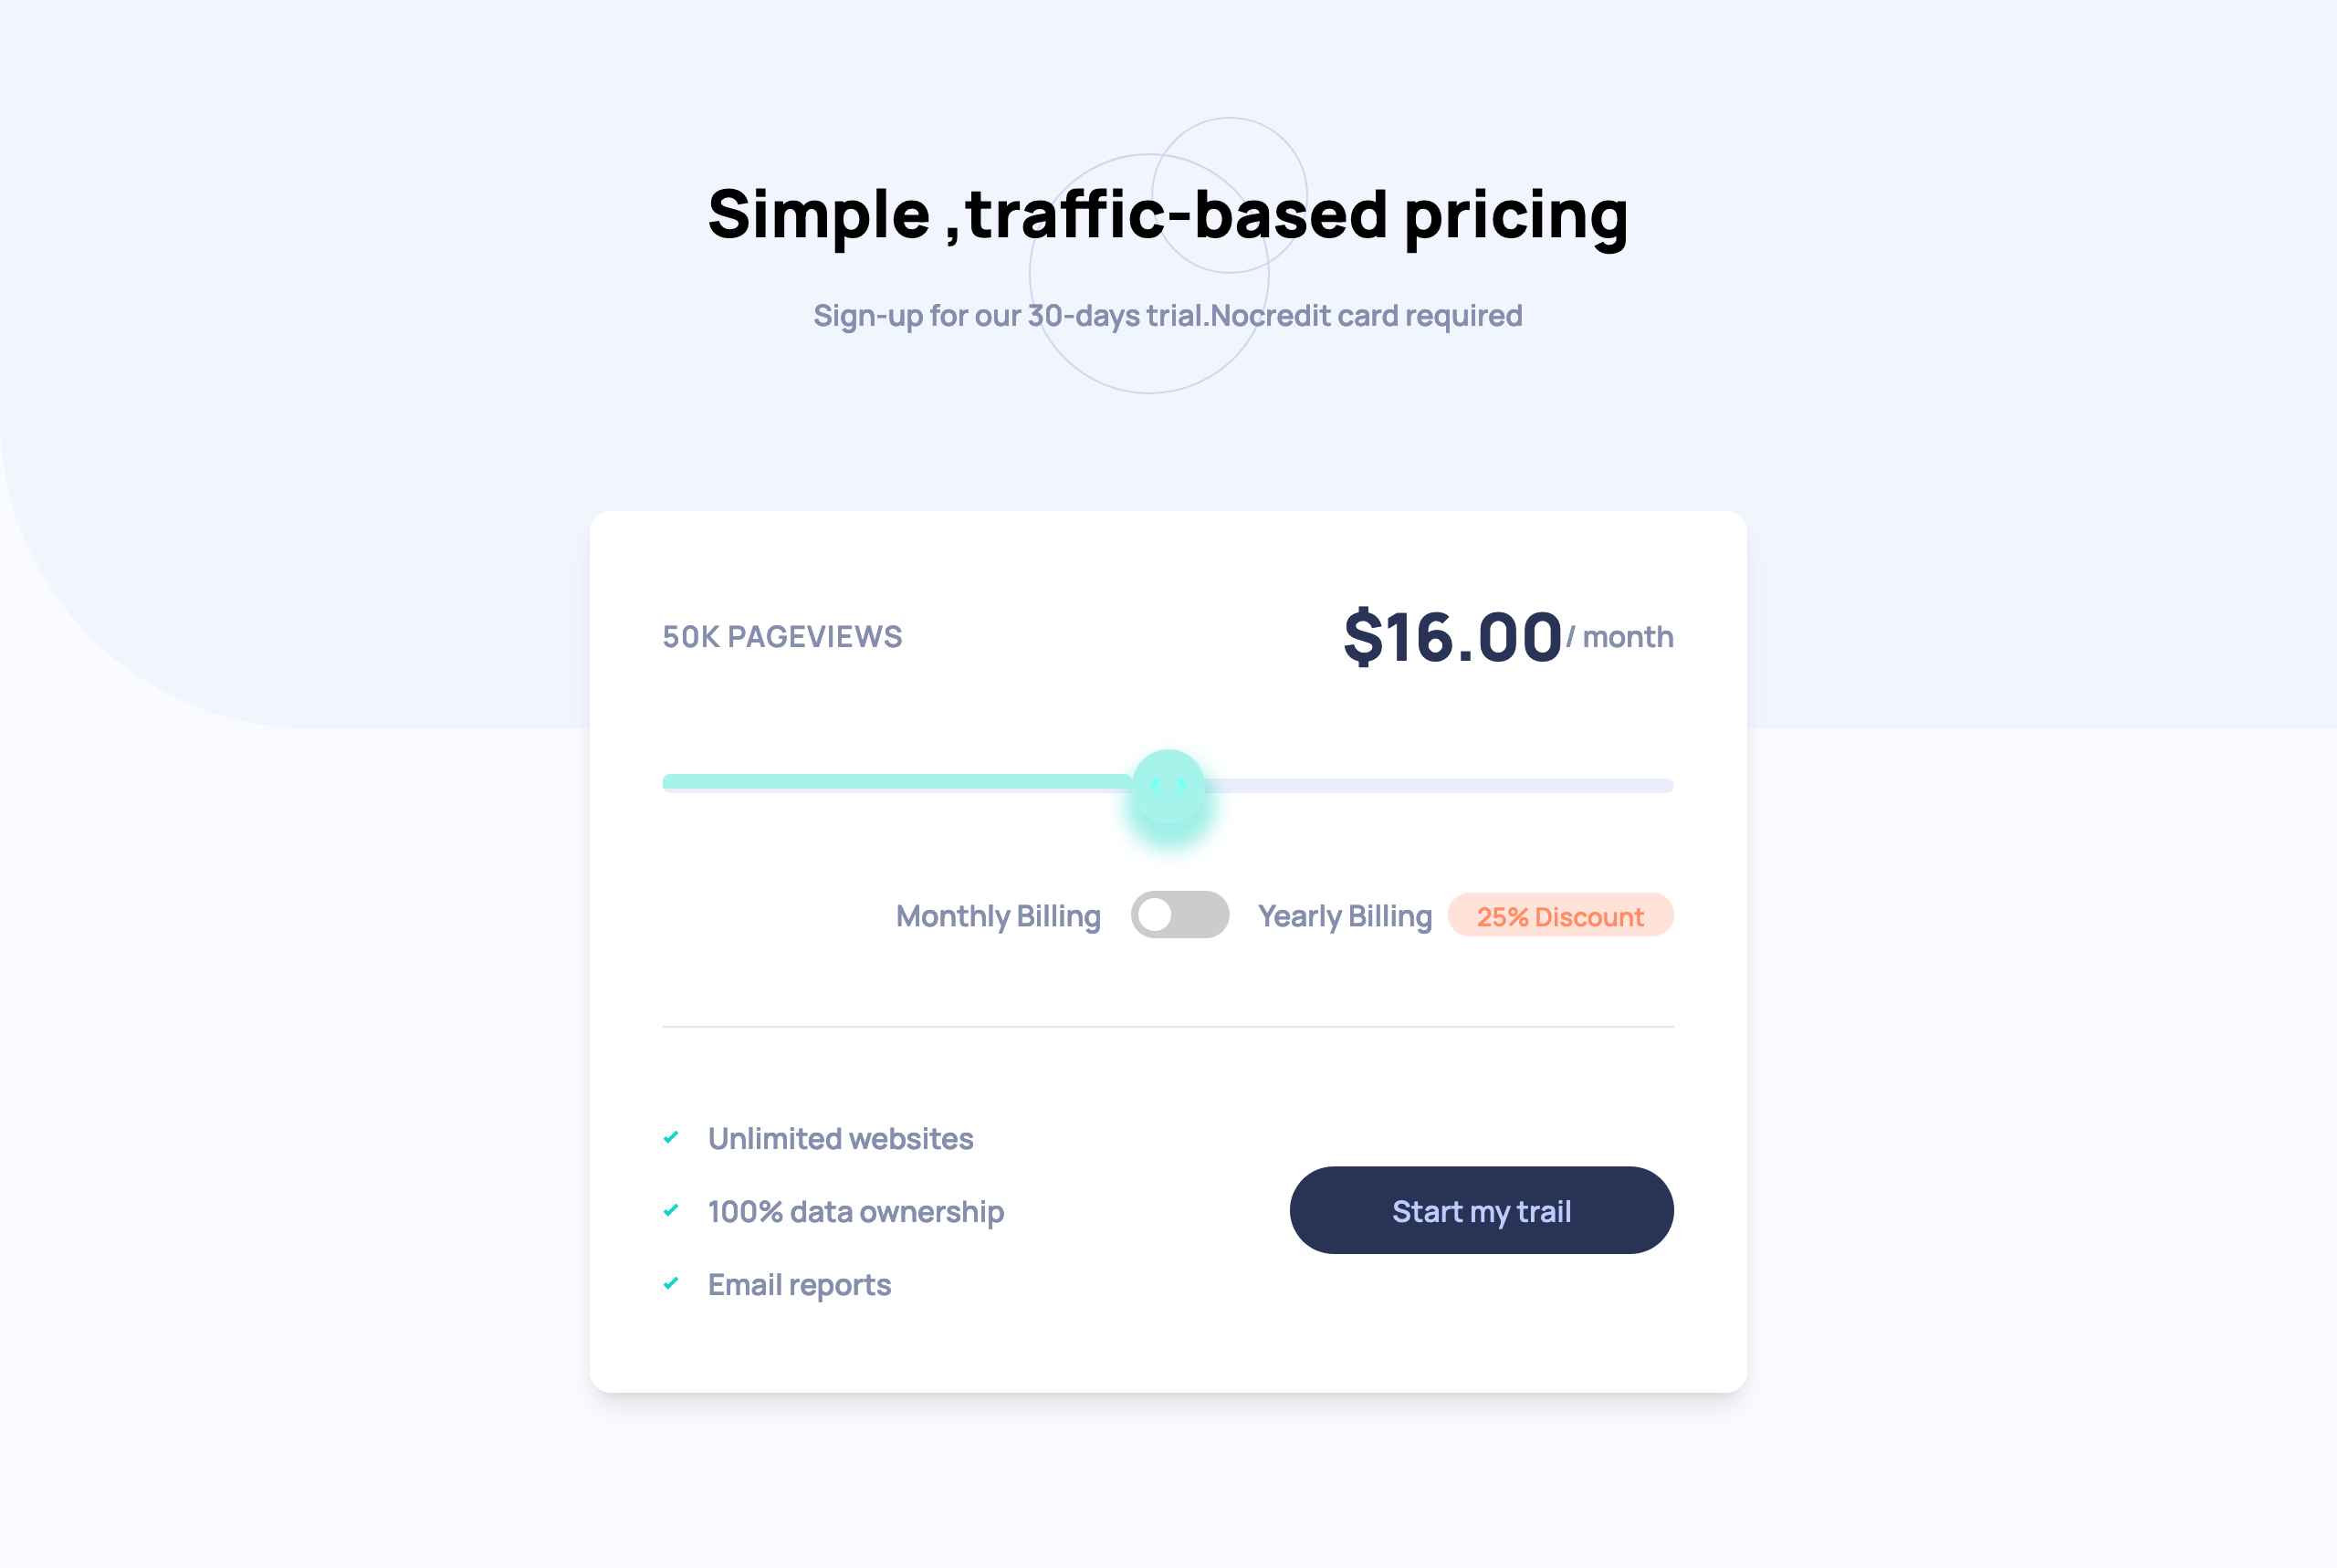 Simple ,traffic-based pricing
Sign-up for our 30-days trial.Nocredit card required
50K PAGEVIEWS
$16.00/ month
Monthly Billing
Yearly Billing
25% Discount
Unlimited websites
100% data ownership
Email reports
Start my trail